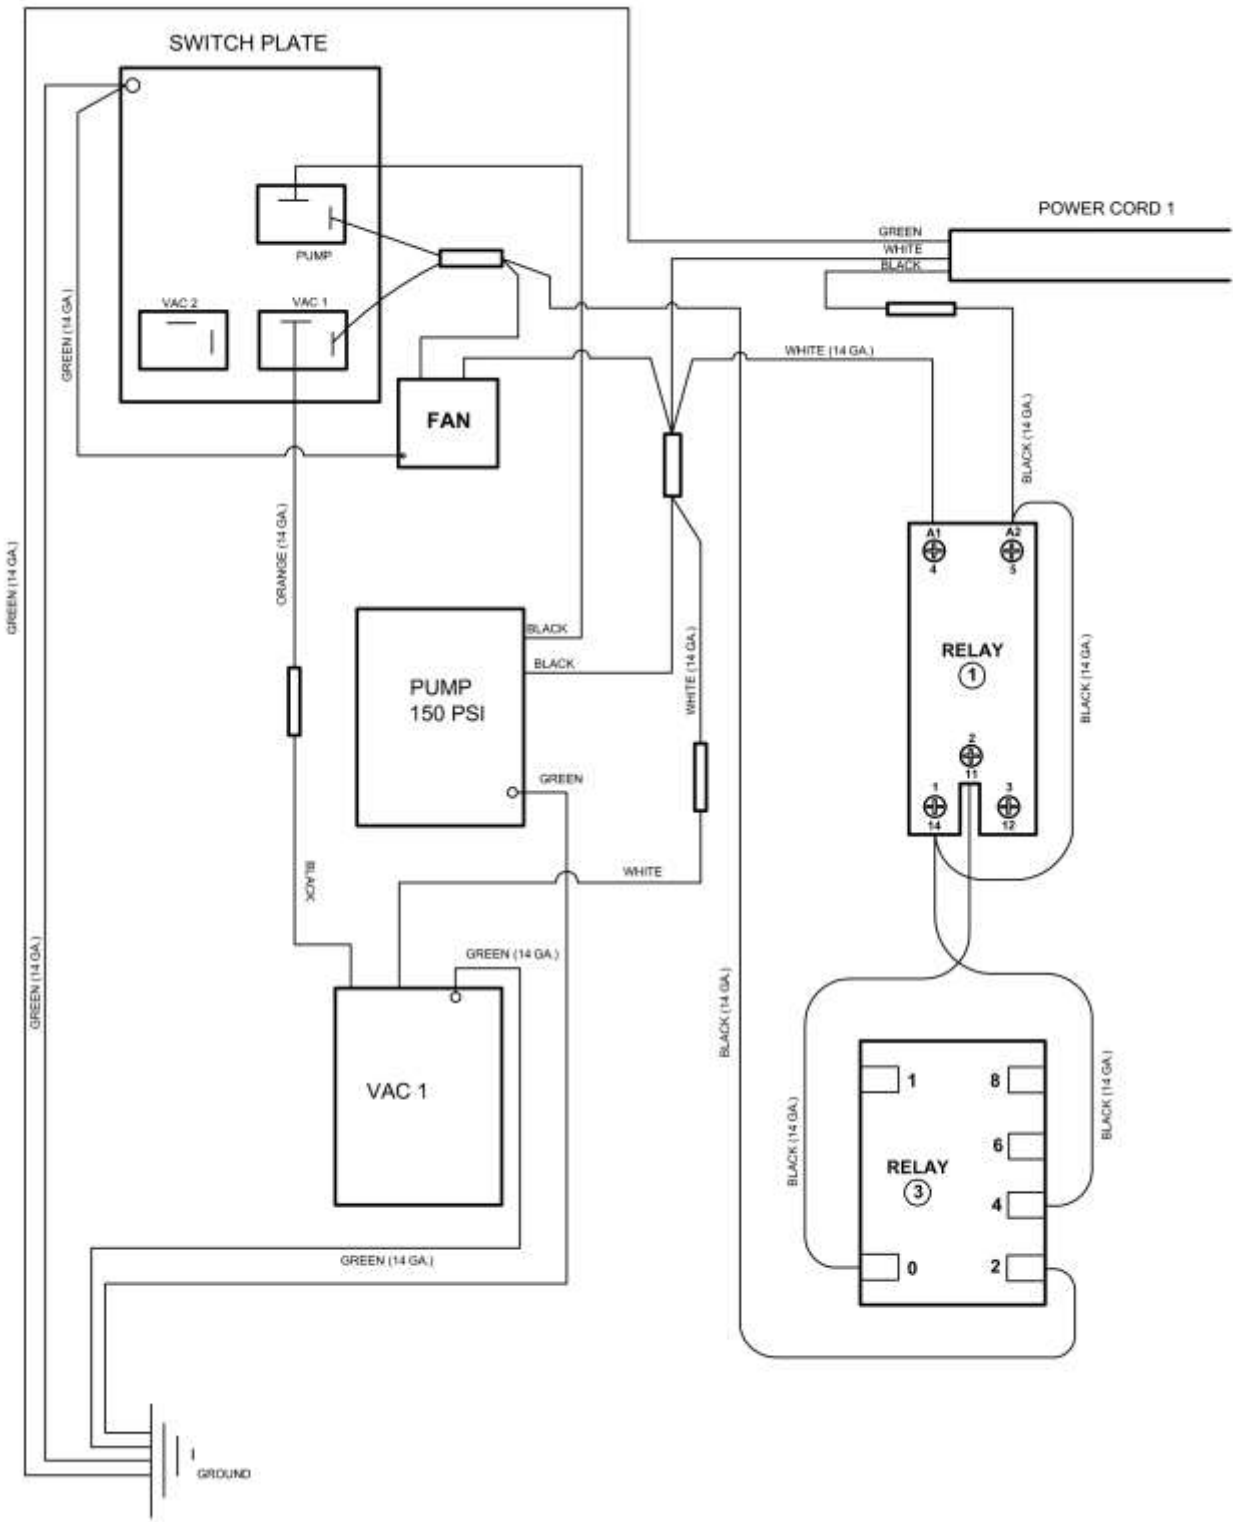 SWITCH PLATE
POWER CORD 1
GREEN
WHITE
BLACK
PUMP
VAC 2
VAC 1
GREEN (14 GA.)
WHITE (14 GA.)
FAN
BLACK (14 GA.)
ORANGE (14 GA.)
GREEN (14 GA.)
A1
A2
4
5
BLACK
BLACK
WHITE (14 GA.)
RELAY
1
BLACK (14 GA.)
PUMP
150 PSI
2
11
GREEN
1
3
14
12
BLACK
WHITE
GREEN (14 GA.)
GREEN (14 GA.)
BLACK (14 GA.)
VAC 1
1
8
BLACK (14 GA.)
BLACK (14 GA.)
6
RELAY
3
4
0
2
GREEN (14 GA.)
GROUND